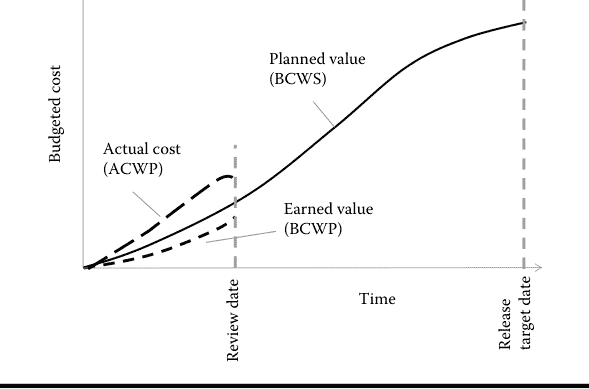 Budgeted cost
Planned value
(BCWS)
Actual cost
(ACWP)
Earned value
(BCWP)
Review date
Time
Release
target date